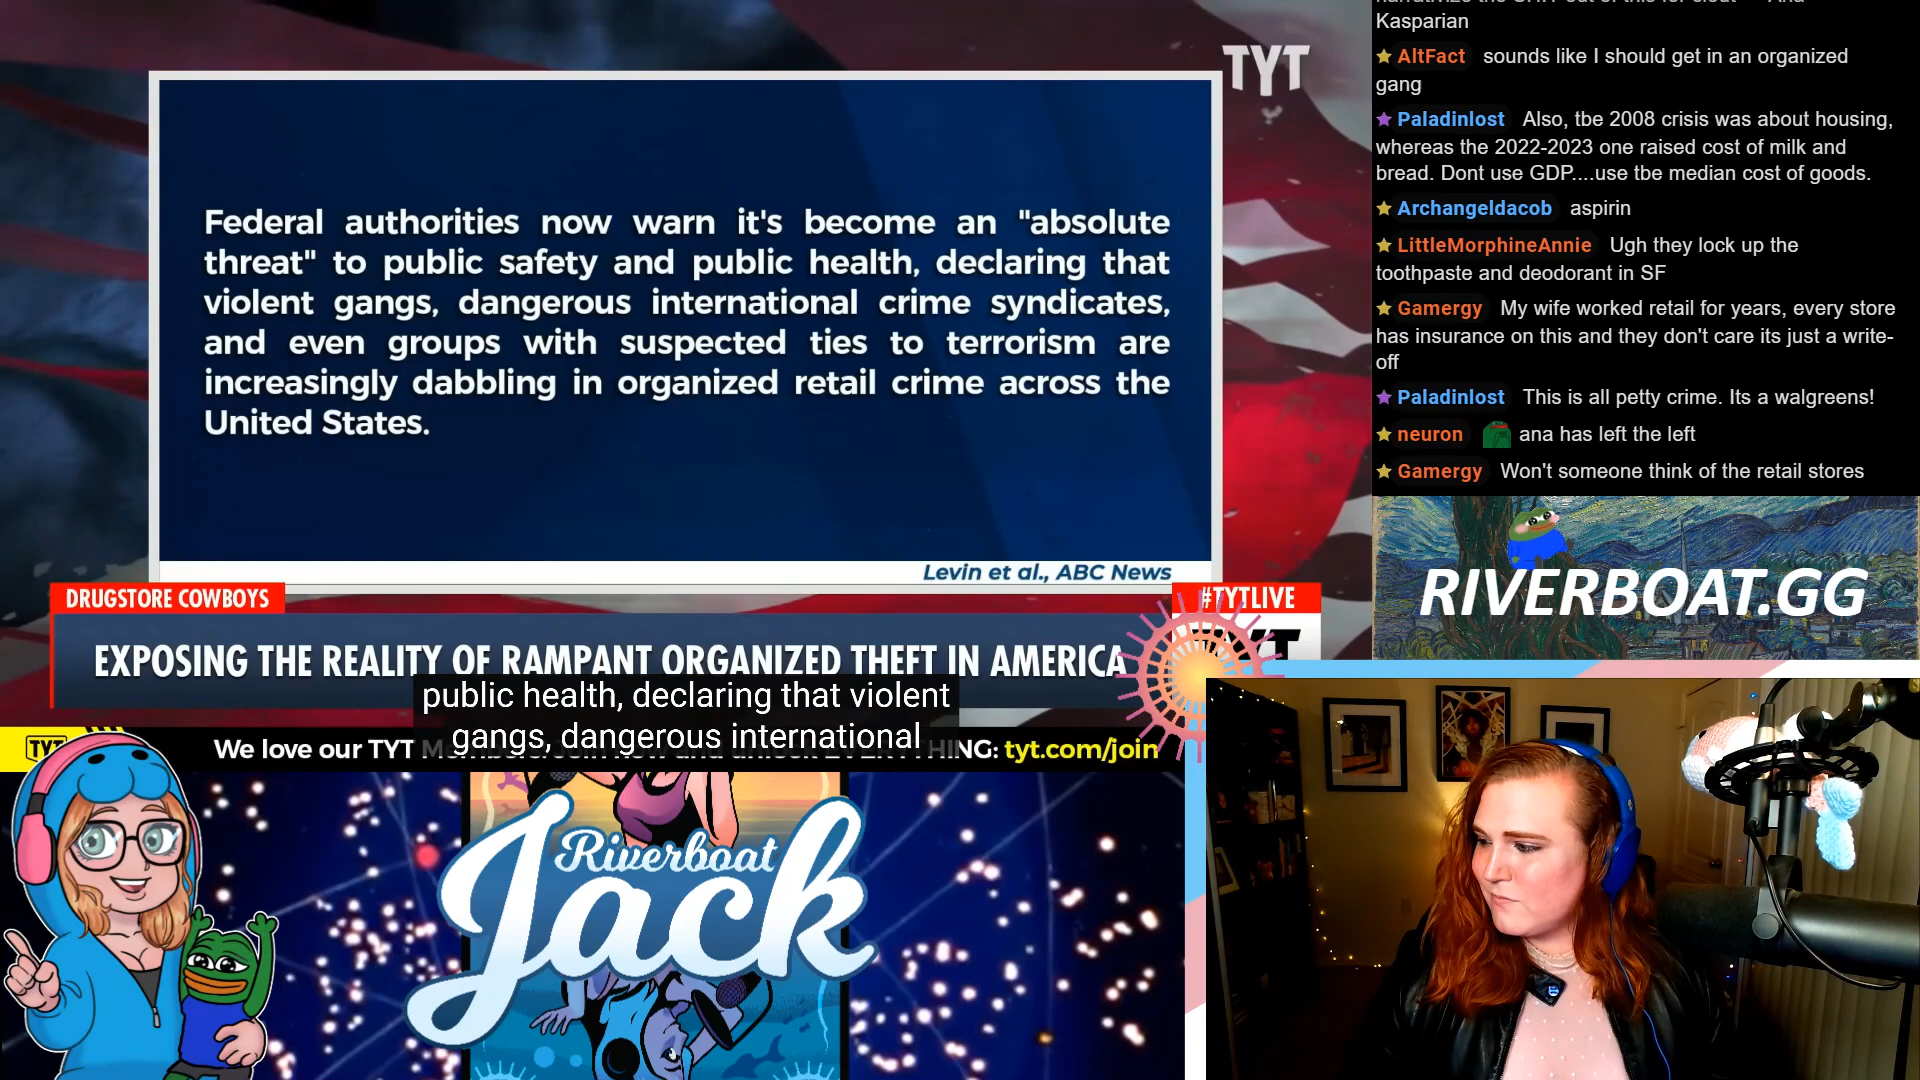 TYT
Federal authorities now warn it's become an "absolute
threat" to public safety and public health, declaring that
violent gangs, dangerous international crime syndicates,
and even groups with suspected ties to terrorism are
increasingly dabbling in organized retail crime across the
United States.
Levin et al., ABC News
DRUGSTORE COWBOYS
#TYTLIVE
EXPOSING THE REALITY OF RAMPANT ORGANIZED THEFT IN AMERICA
public health, declaring that violent
gangs, dangerous international
TYT
We love our TYT
tyt.com/join
Riverboat
Jack
Kasparian
AltFact sounds like I should get in an organized
gang
Paladinlost Also, tbe 2008 crisis was about housing,
whereas the 2022-2023 one raised cost of milk and
bread. Dont use GDP....use tbe median cost of goods.
Archangeldacob aspirin
LittleMorphineAnnie Ugh they lock up the
toothpaste and deodorant in SF
Gamergy My wife worked retail for years, every store
has insurance on this and they don't care its just a write-
off
Paladinlost This is all petty crime. Its a walgreens!
neuron ana has left the left
Gamergy Won't someone think of the retail stores
RIVERBOAT.GG